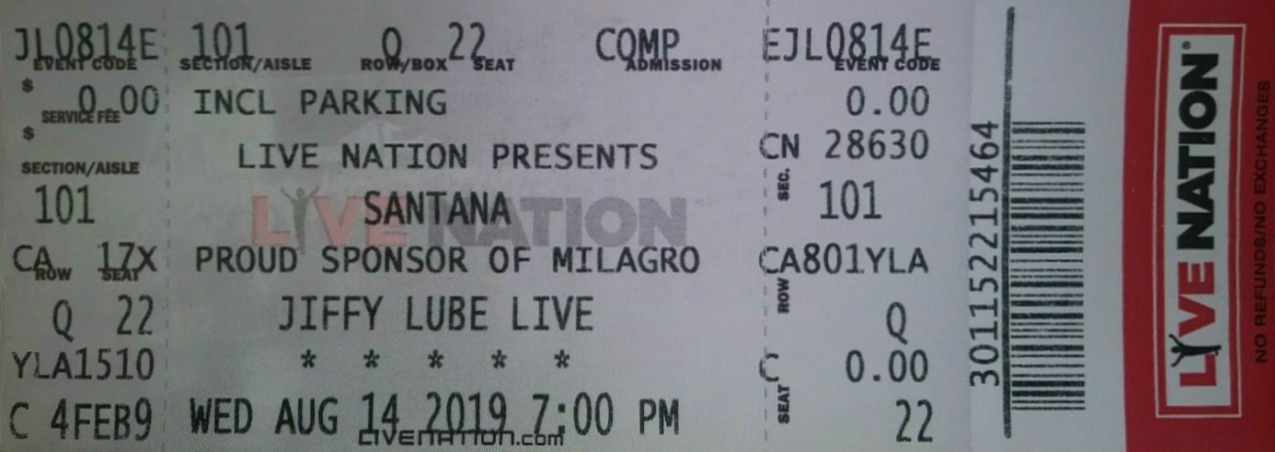 JL0814E 101 Q 22 COMP EJL0814E
EVENT CODE SECTION/AISLE ROW/BOX SEAT ADMISSION EVENT CODE
$ 0.00 INCL PARKING 0.00
SERVICE FEE
$ LIVE NATION PRESENTS CN 28630
SECTION/AISLE SEC.
101 SANTANA 101
LIVE NATION
CA 17X PROUD SPONSOR OF MILAGRO CA801YLA
ROW SEAT ROW
Q 22 JIFFY LUBE LIVE Q
YLA1510 * * * * * C 0.00
SEAT
C 4FEB9 WED AUG 14 2019 7:00 PM 22
LIVENATION.com
301152215464
LIVE NATION®
NO REFUNDS/NO EXCHANGES